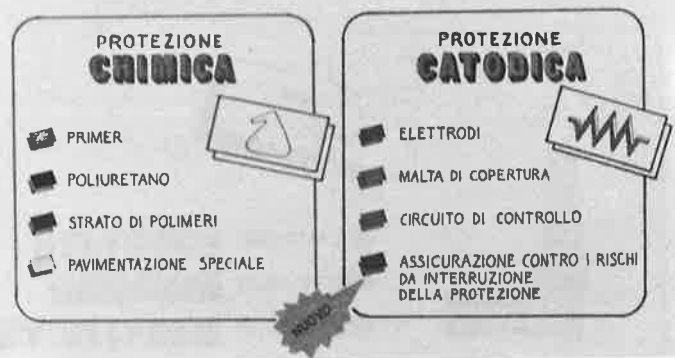 PROTEZIONE
CHIMICA
PRIMER
POLIURETANO
STRATO DI POLIMERI
PAVIMENTAZIONE SPECIALE
PROTEZIONE
CATODICA
ELETTRODI
MALTA DI COPERTURA
CIRCUITO DI CONTROLLO
ASSICURAZIONE CONTRO I RISCHI
DA INTERRUZIONE
DELLA PROTEZIONE
NUOVO